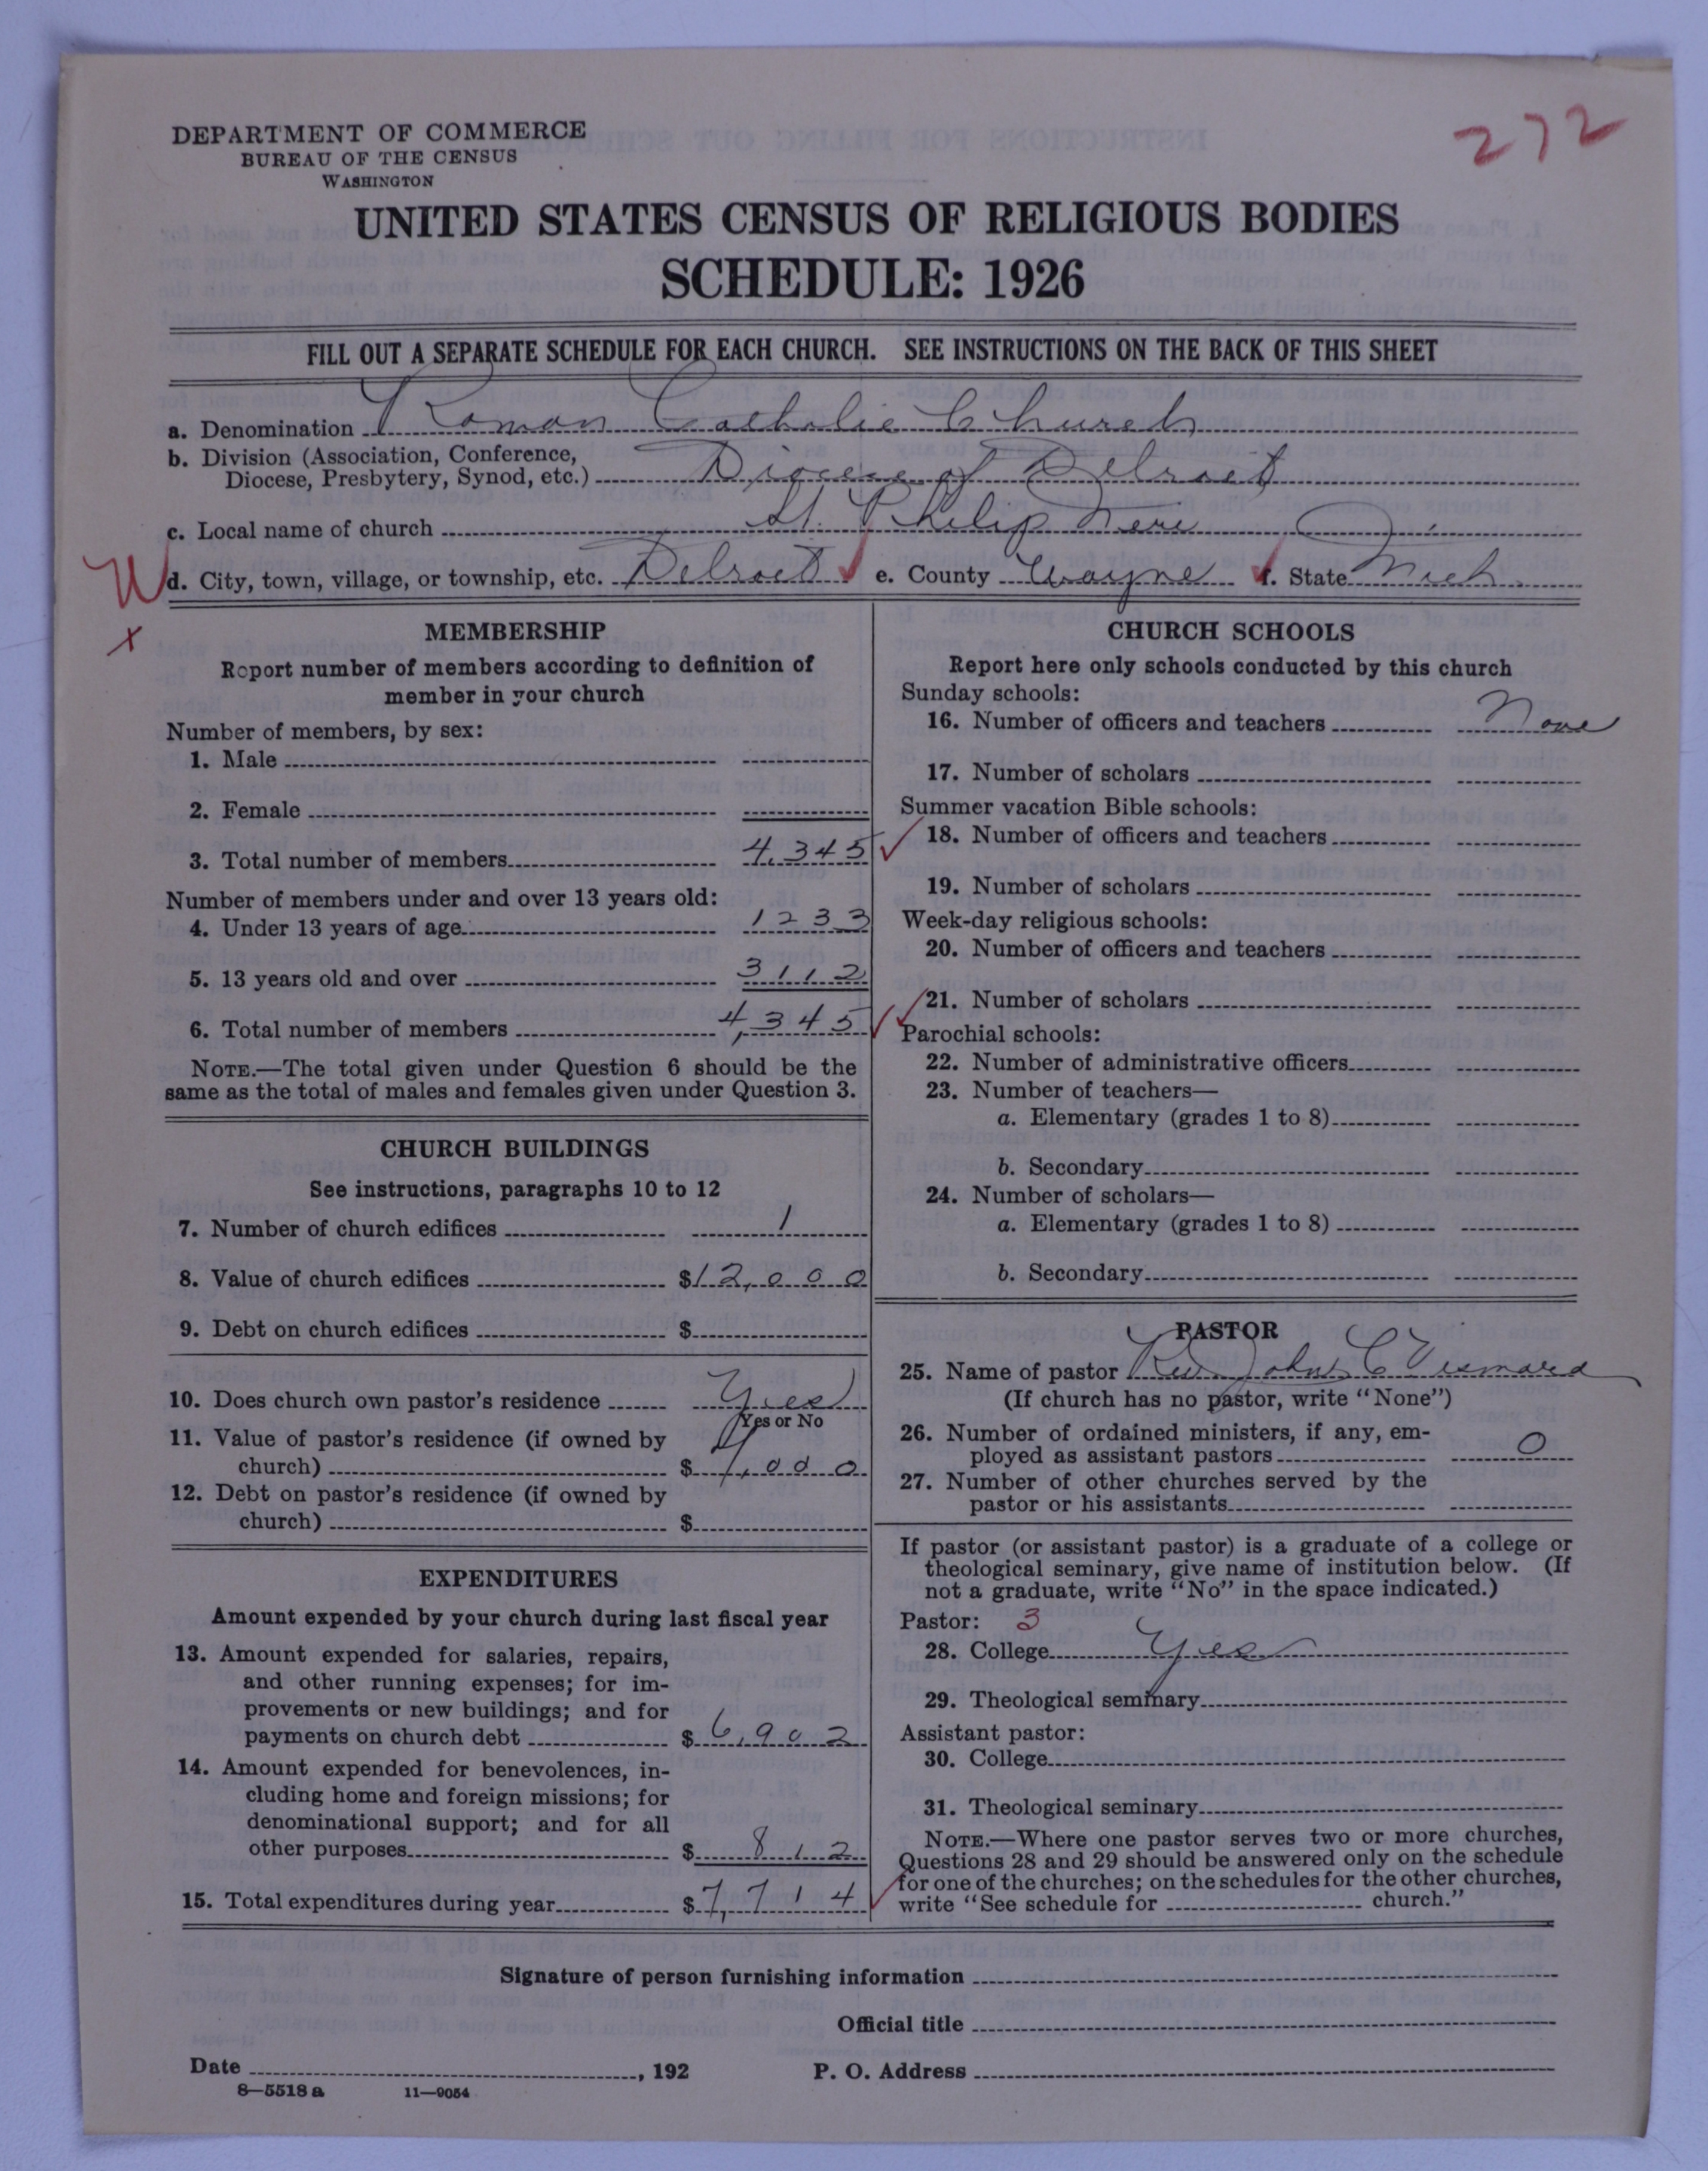 272
DEPARTMENT OF COMMERCE
BUREAU OF THE CENSUS
WASHINGTON
UNITED STATES CENSUS OF RELIGIOUS BODIES
SCHEDULE: 1926
FILL OUT A SEPARATE SCHEDULE FOR EACH CHURCH. SEE INSTRUCTIONS ON THE BACK OF THIS SHEET
a. Denomination Roman Catholic Church
b. Division (Association, Conference,
Diocese, Presbytery, Synod, etc.) Diocese of Detroit
c. Local name of church St. Philip Neri
W d. City, town, village, or township, etc. Detroit ✓ e. County Wayne ✓ f. State Mich.
x
MEMBERSHIP
Report number of members according to definition of
member in your church
Number of members, by sex:
1. Male
2. Female
3. Total number of members 4,345 ✓
Number of members under and over 13 years old:
4. Under 13 years of age 1233
5. 13 years old and over 3112
6. Total number of members 4,345 ✓
NOTE.—The total given under Question 6 should be the
same as the total of males and females given under Question 3.
CHURCH BUILDINGS
See instructions, paragraphs 10 to 12
7. Number of church edifices 1
8. Value of church edifices $12,000
9. Debt on church edifices $
10. Does church own pastor's residence Yes
Yes or No
11. Value of pastor's residence (if owned by
church) $ ,000
12. Debt on pastor's residence (if owned by
church) $
EXPENDITURES
Amount expended by your church during last fiscal year
13. Amount expended for salaries, repairs,
and other running expenses; for im-
provements or new buildings; and for
payments on church debt $6,902
14. Amount expended for benevolences, in-
cluding home and foreign missions; for
denominational support; and for all
other purposes $ 812
15. Total expenditures during year $7,714 ✓
CHURCH SCHOOLS
Report here only schools conducted by this church
Sunday schools:
16. Number of officers and teachers None
17. Number of scholars
Summer vacation Bible schools:
18. Number of officers and teachers
19. Number of scholars
Week-day religious schools:
20. Number of officers and teachers
21. Number of scholars
Parochial schools:
22. Number of administrative officers
23. Number of teachers—
a. Elementary (grades 1 to 8)
b. Secondary
24. Number of scholars—
a. Elementary (grades 1 to 8)
b. Secondary
PASTOR
25. Name of pastor Rev John C Vismara
(If church has no pastor, write "None")
26. Number of ordained ministers, if any, em-
ployed as assistant pastors 0
27. Number of other churches served by the
pastor or his assistants
If pastor (or assistant pastor) is a graduate of a college or
theological seminary, give name of institution below. (If
not a graduate, write "No" in the space indicated.)
Pastor: 3
28. College Yes
29. Theological seminary
Assistant pastor:
30. College
31. Theological seminary
NOTE.—Where one pastor serves two or more churches,
Questions 28 and 29 should be answered only on the schedule
for one of the churches; on the schedules for the other churches,
write "See schedule for church."
Signature of person furnishing information
Official title
Date , 192 P. O. Address
8—5518 a 11—9054